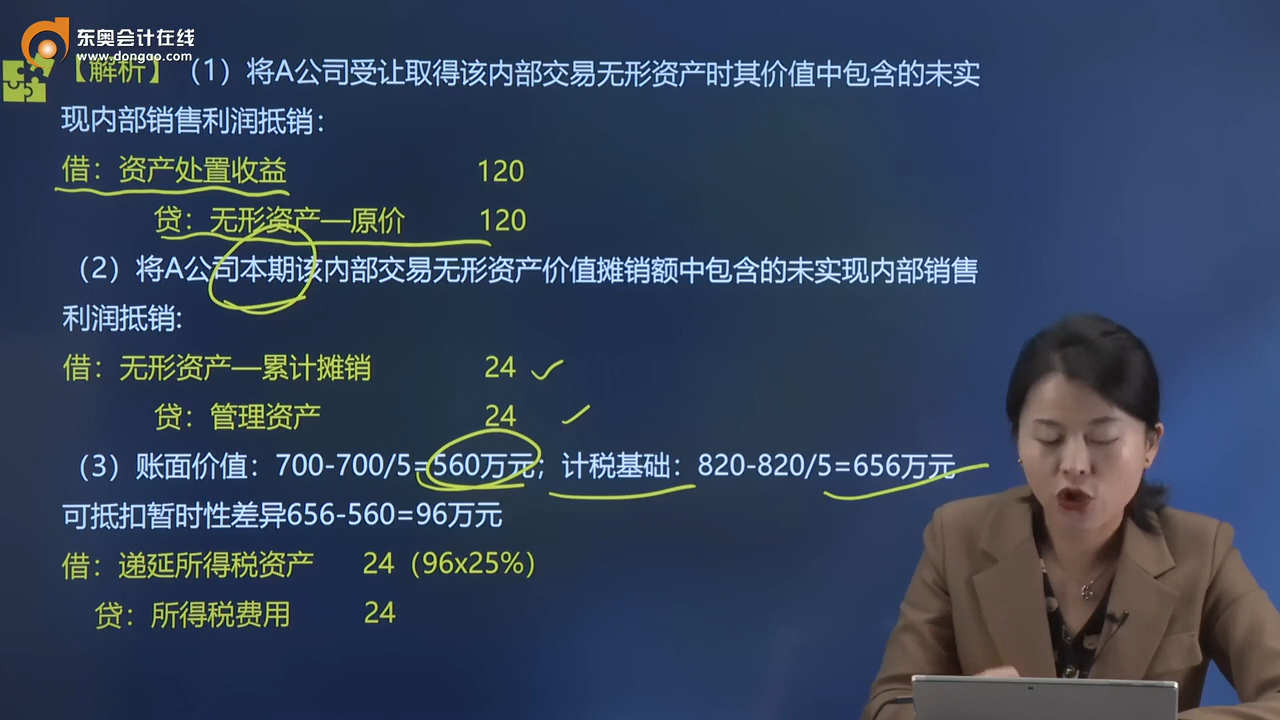 东奥会计在线
www.dongao.com
【解析】（1）将A公司受让取得该内部交易无形资产时其价值中包含的未实
现内部销售利润抵销：
借：资产处置收益 120
贷：无形资产—原价 120
（2）将A公司本期该内部交易无形资产价值摊销额中包含的未实现内部销售
利润抵销:
借：无形资产—累计摊销 24
贷：管理资产 24
（3）账面价值：700-700/5=560万元；计税基础：820-820/5=656万元
可抵扣暂时性差异656-560=96万元
借：递延所得税资产 24（96x25%）
贷：所得税费用 24